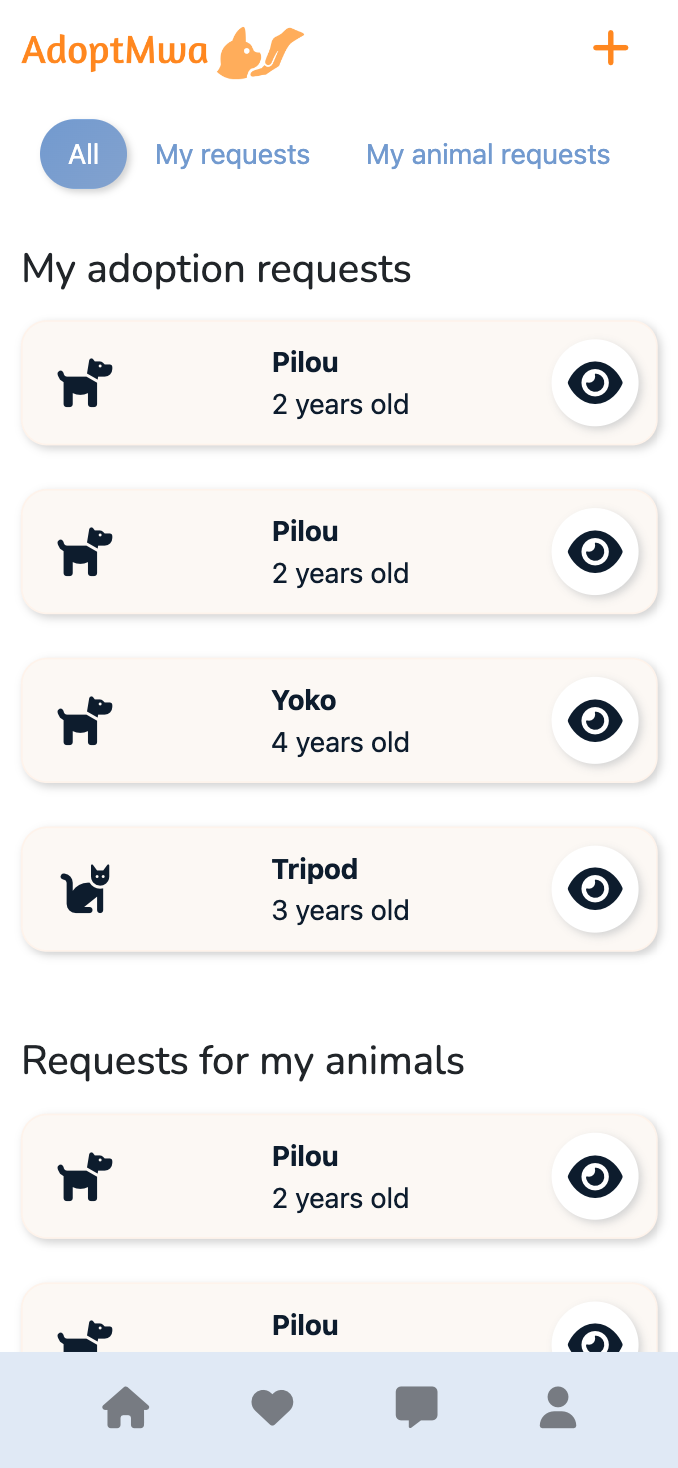 AdoptMwa
All My requests My animal requests
My adoption requests
Pilou
2 years old
Pilou
2 years old
Yoko
4 years old
Tripod
3 years old
Requests for my animals
Pilou
2 years old
Pilou